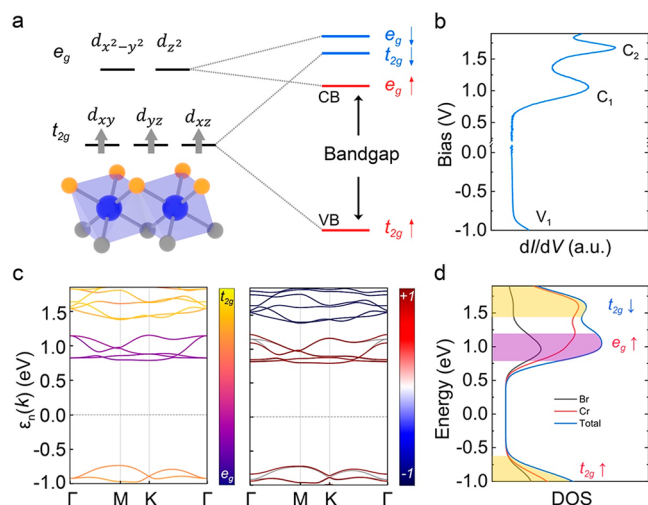 a
e_g
d_{x²−y²} d_{z²}
t_{2g}
d_{xy} d_{yz} d_{xz}
e_g ↓
t_{2g} ↓
e_g ↑
CB
Bandgap
VB
t_{2g} ↑
b
Bias (V)
1.5
1.0
0.5
-0.5
-1.0
C₂
C₁
V₁
dI/dV (a.u.)
c
εₙ(k) (eV)
1.5
1.0
0.5
0.0
-0.5
-1.0
Γ M K Γ
t_{2g}
e_g
Γ M K Γ
+1
-1
d
Energy (eV)
1.5
1.0
0.5
0.0
-0.5
-1.0
t_{2g} ↓
e_g ↑
Br
Cr
Total
t_{2g} ↑
DOS